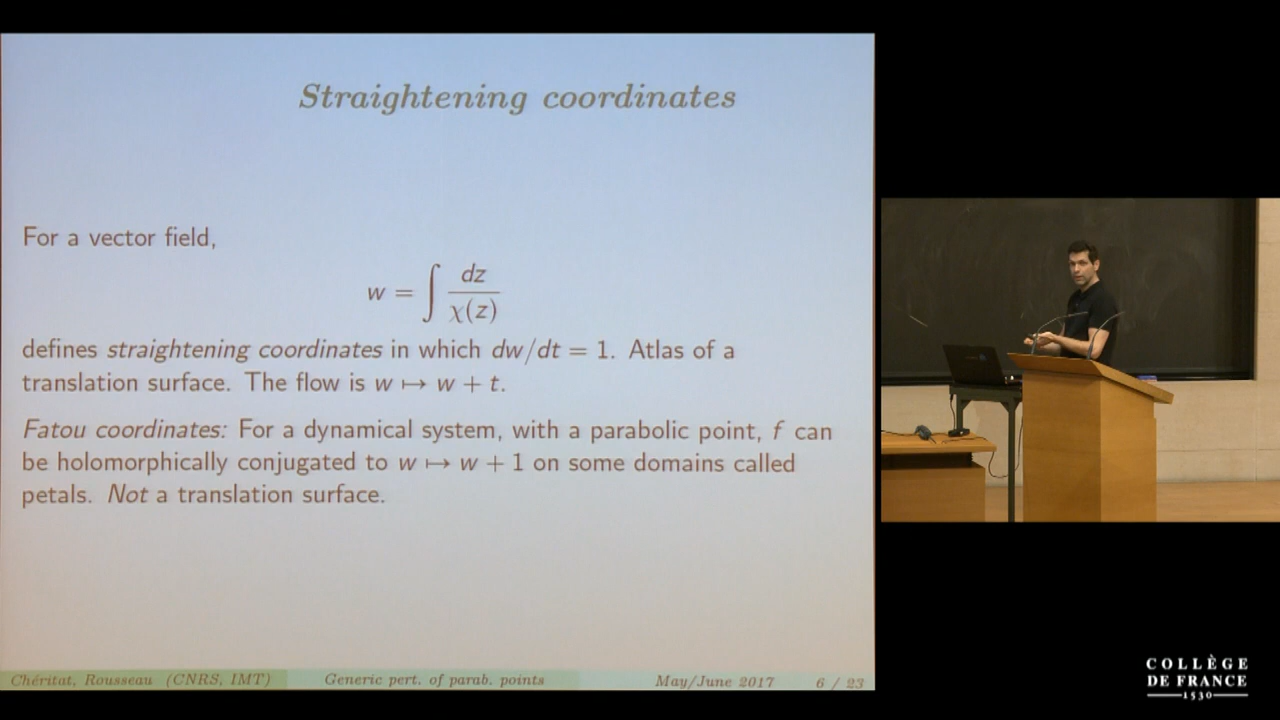 Straightening coordinates
For a vector field,
w = ∫ dz / χ(z)
defines straightening coordinates in which dw/dt = 1. Atlas of a
translation surface. The flow is w ↦ w + t.
Fatou coordinates: For a dynamical system, with a parabolic point, f can
be holomorphically conjugated to w ↦ w + 1 on some domains called
petals. Not a translation surface.
Chéritat, Rousseau (CNRS, IMT) Generic pert. of parab. points May/June 2017 6 / 23
COLLÈGE
DE FRANCE
1530